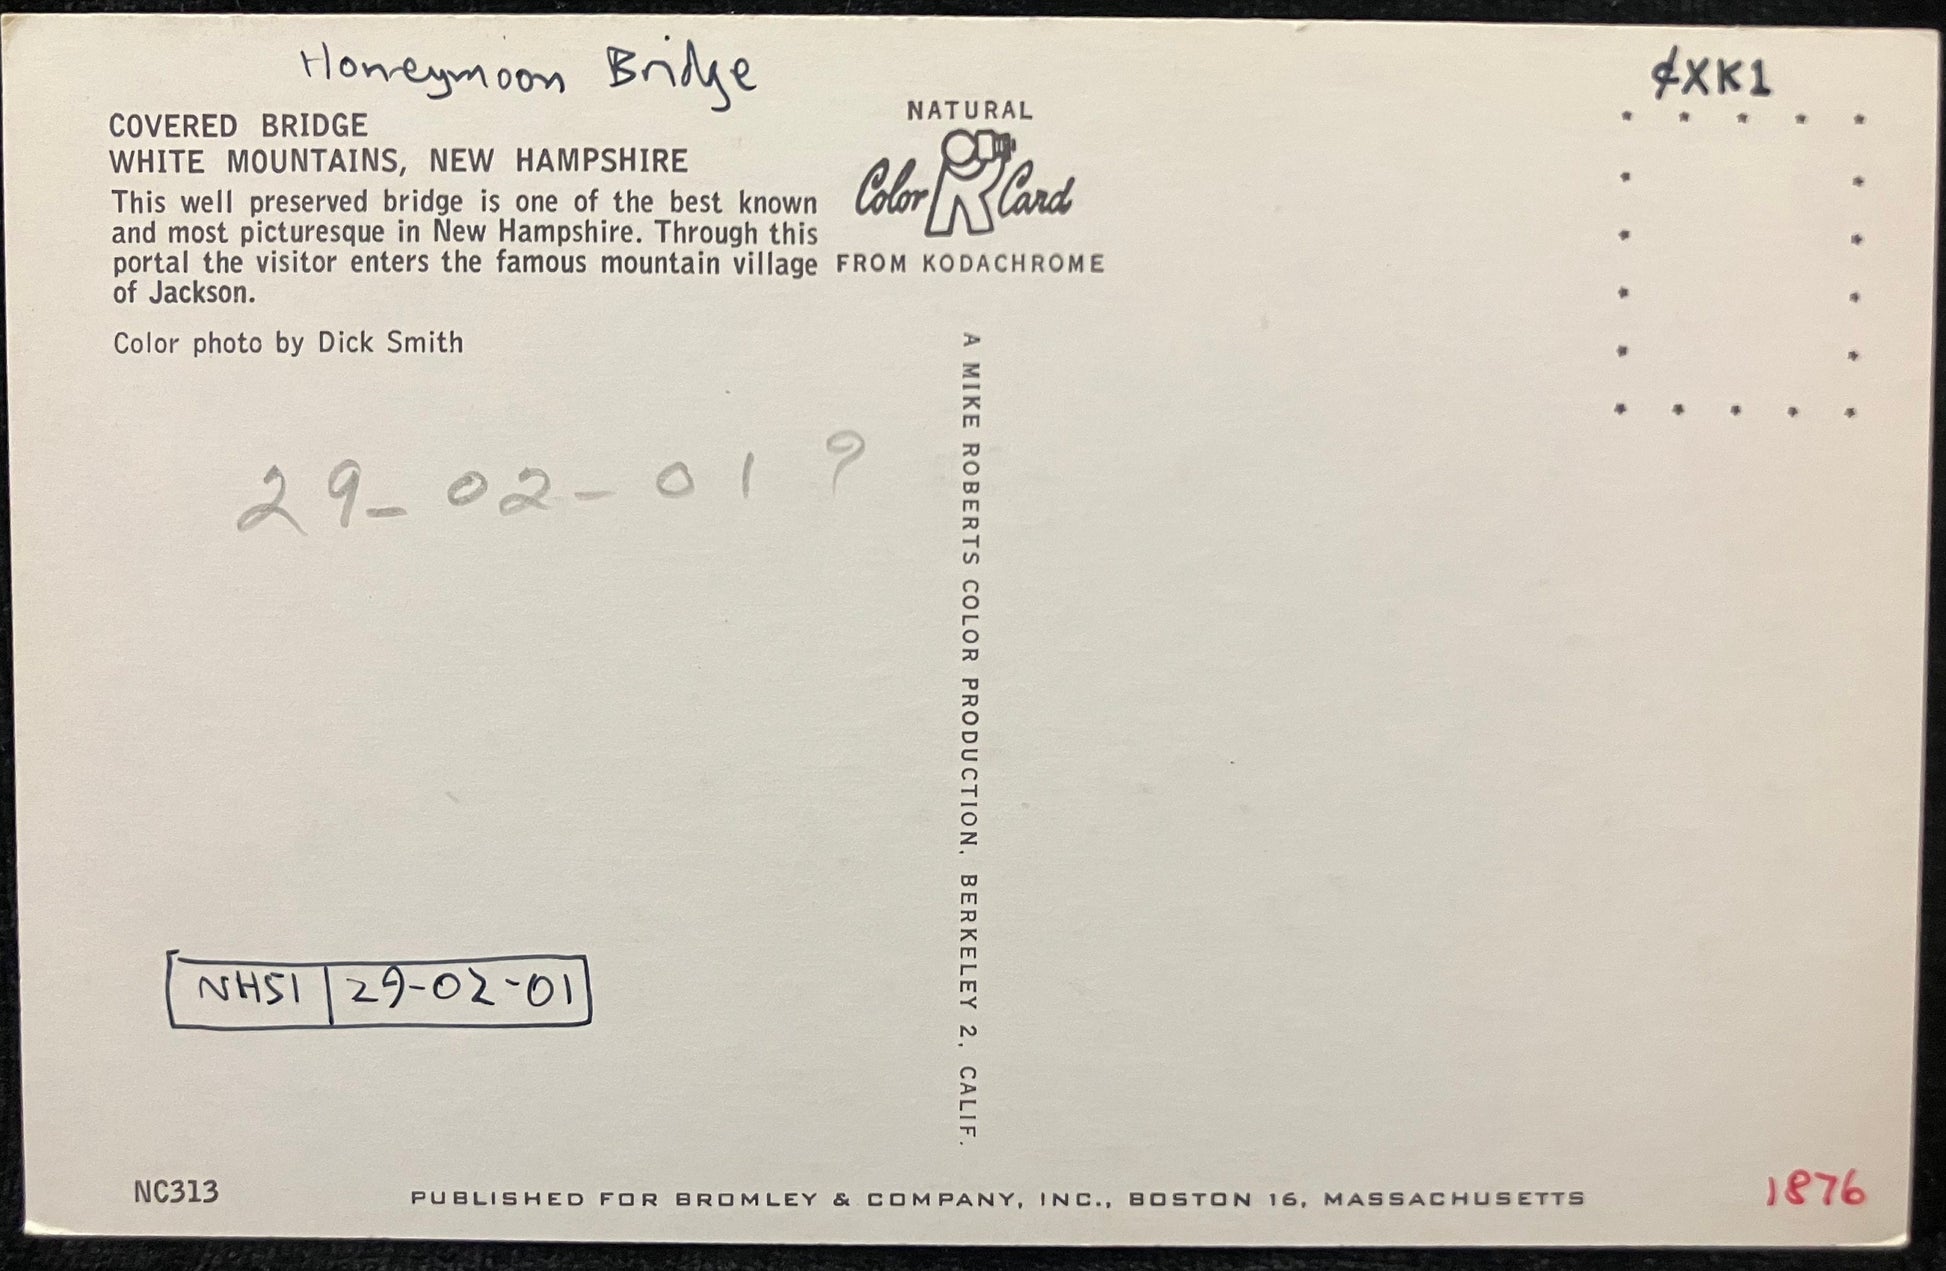 Honeymoon Bridge
¢XK1
COVERED BRIDGE
WHITE MOUNTAINS, NEW HAMPSHIRE
This well preserved bridge is one of the best known
and most picturesque in New Hampshire. Through this
portal the visitor enters the famous mountain village
of Jackson.
Color photo by Dick Smith
NATURAL
Color Card
FROM KODACHROME
29-02-01?
A MIKE ROBERTS COLOR PRODUCTION, BERKELEY 2, CALIF.
NH51 | 29-02-01
NC313
PUBLISHED FOR BROMLEY & COMPANY, INC., BOSTON 16, MASSACHUSETTS
1876